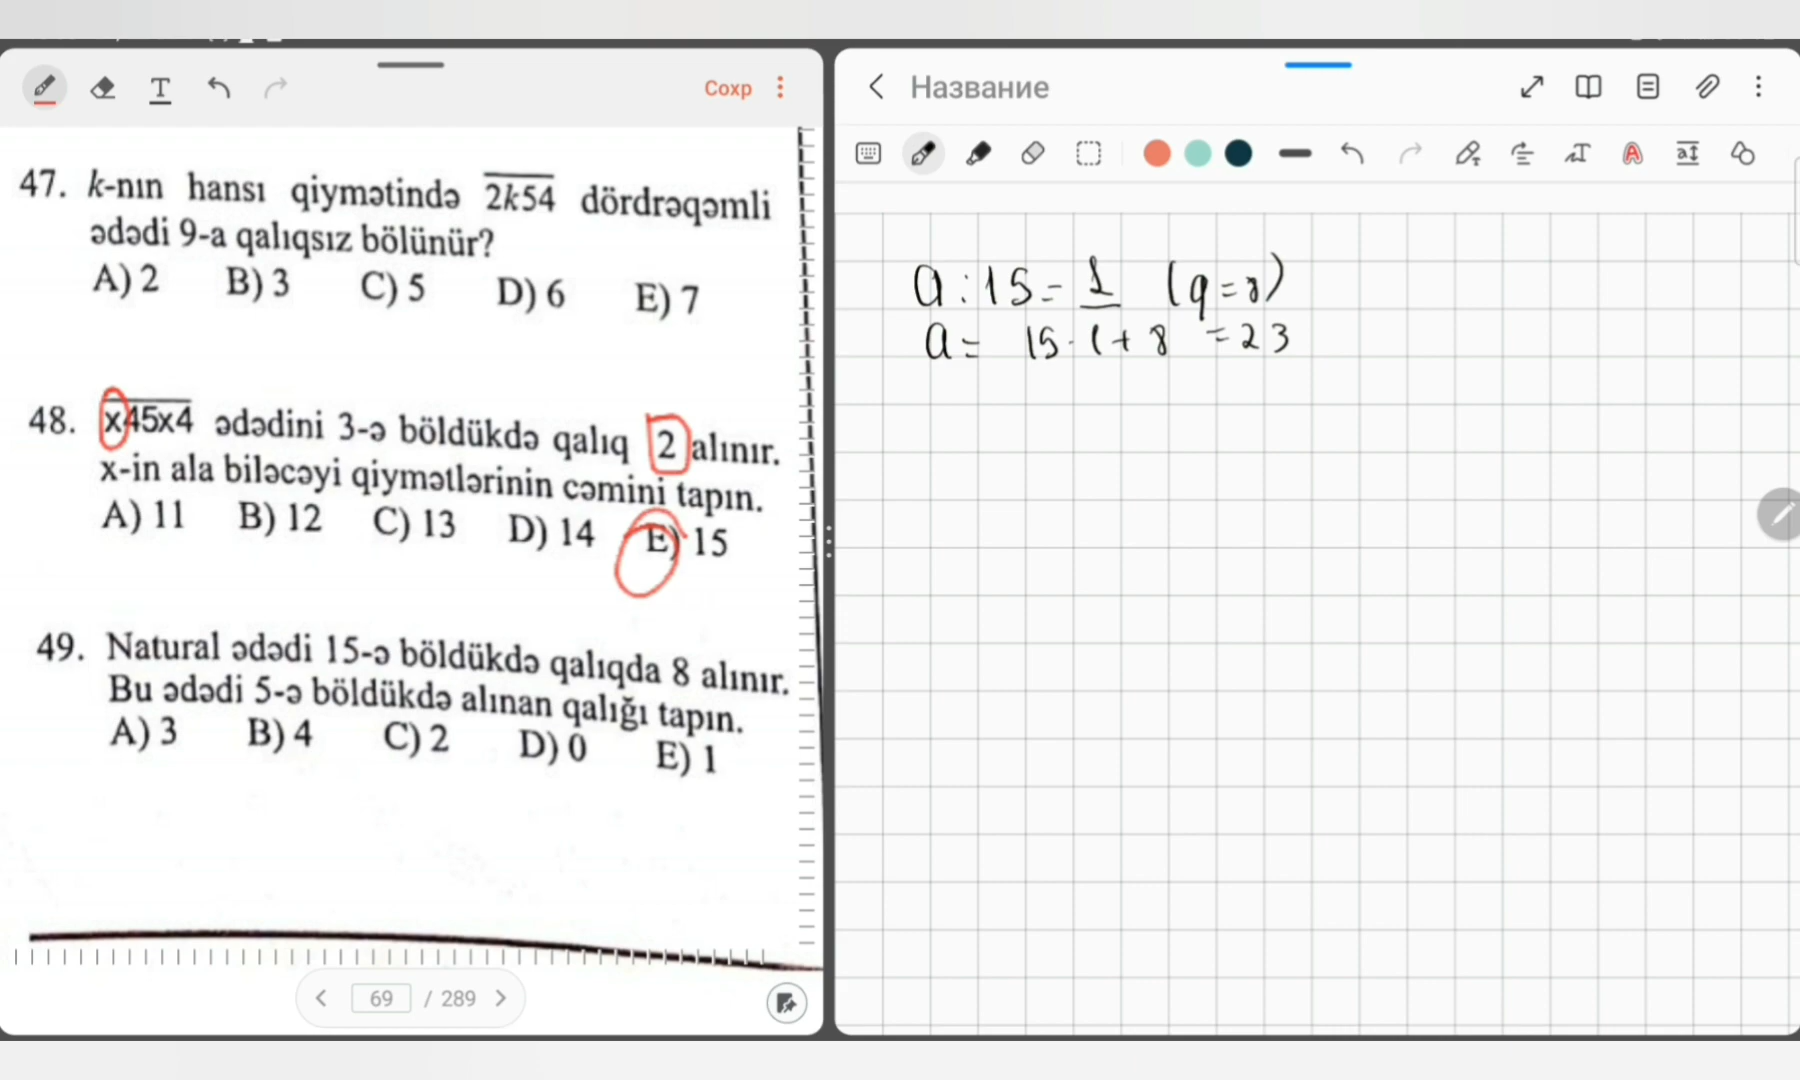 Сохр
47. k-nın hansı qiymətində 2k54 dördrəqəmli
ədədi 9-a qalıqsız bölünür?
A) 2 B) 3 C) 5 D) 6 E) 7
48. x45x4 ədədini 3-ə böldükdə qalıq 2 alınır.
x-in ala biləcəyi qiymətlərinin cəmini tapın.
A) 11 B) 12 C) 13 D) 14 E) 15
49. Natural ədədi 15-ə böldükdə qalıqda 8 alınır.
Bu ədədi 5-ə böldükdə alınan qalığı tapın.
A) 3 B) 4 C) 2 D) 0 E) 1
69 / 289
Название
a : 15 = 1 (q = 8)
a = 15 · 1 + 8 = 23